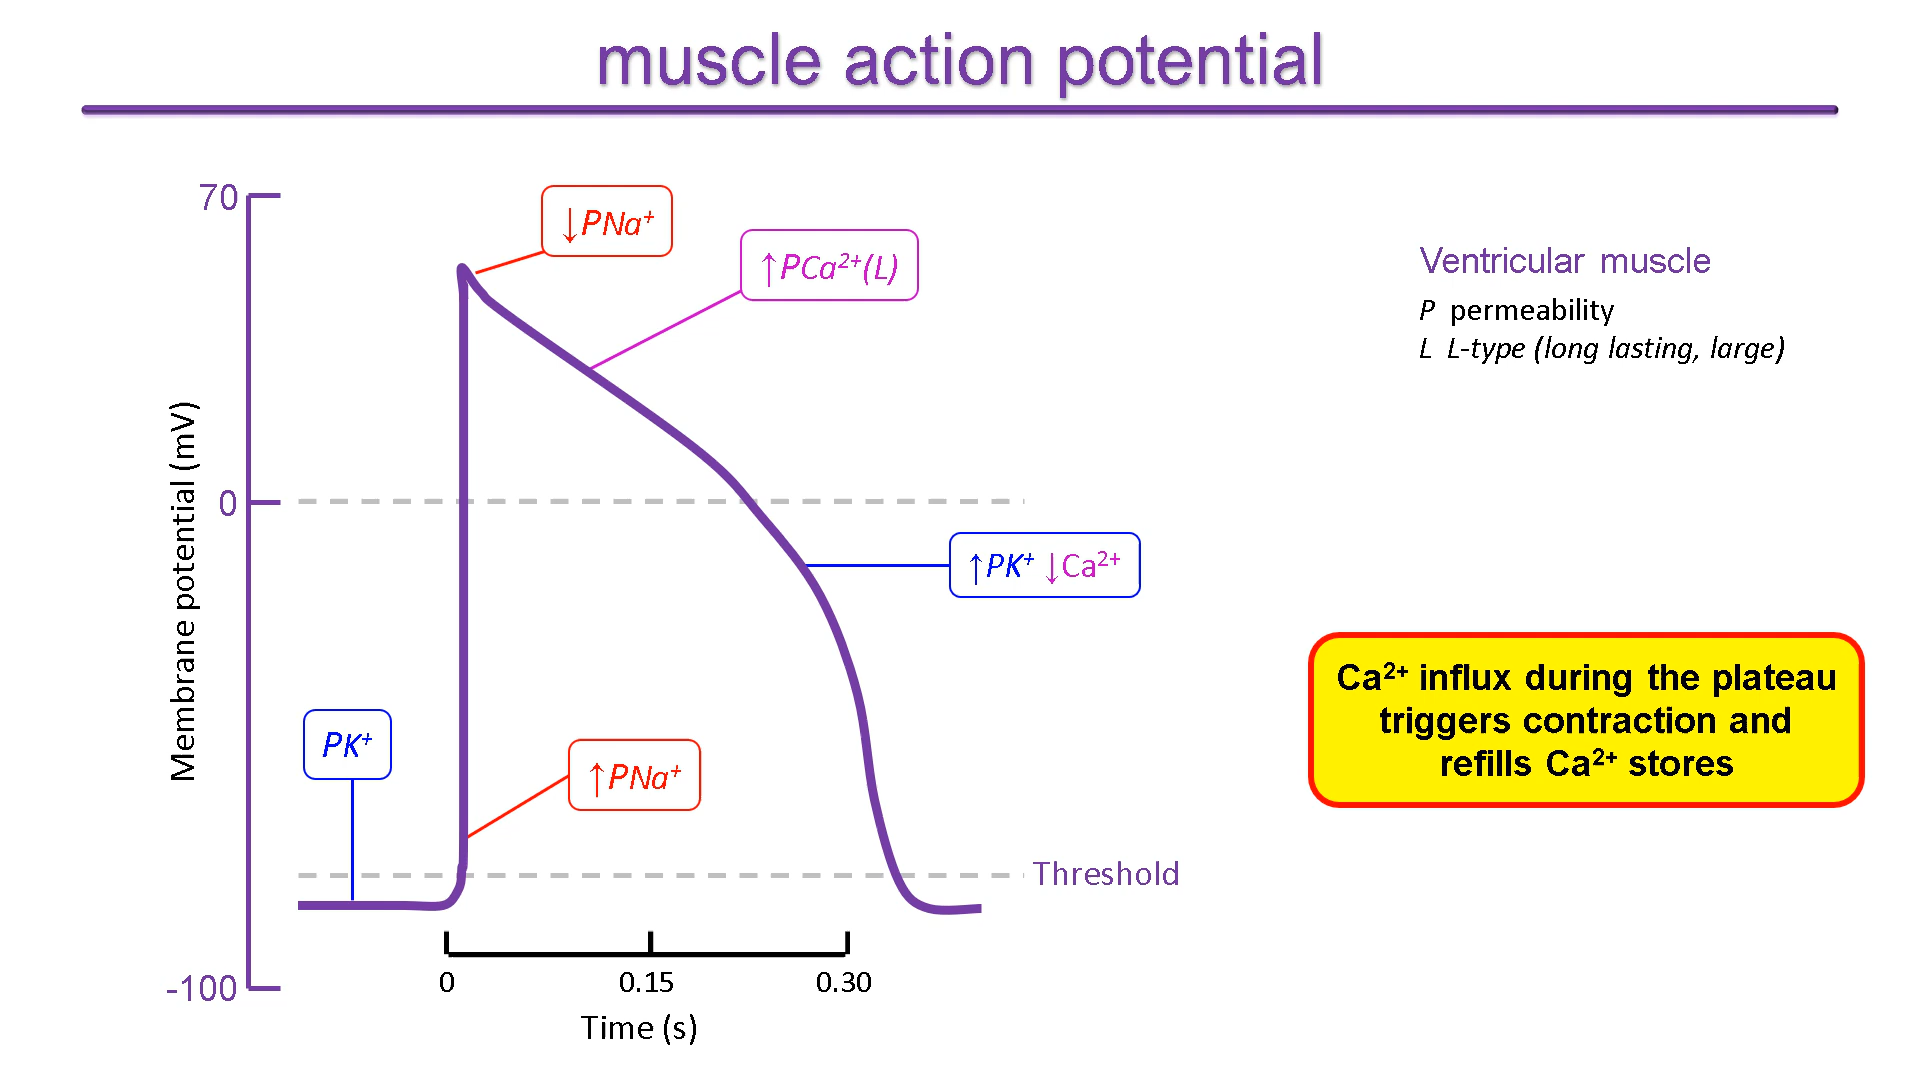 muscle action potential
70
↓PNa⁺
↑PCa²⁺(L)
Ventricular muscle
P permeability
L L-type (long lasting, large)
Membrane potential (mV)
0
↑PK⁺ ↓Ca²⁺
Ca²⁺ influx during the plateau
triggers contraction and
refills Ca²⁺ stores
PK⁺
↑PNa⁺
Threshold
-100
0 0.15 0.30
Time (s)